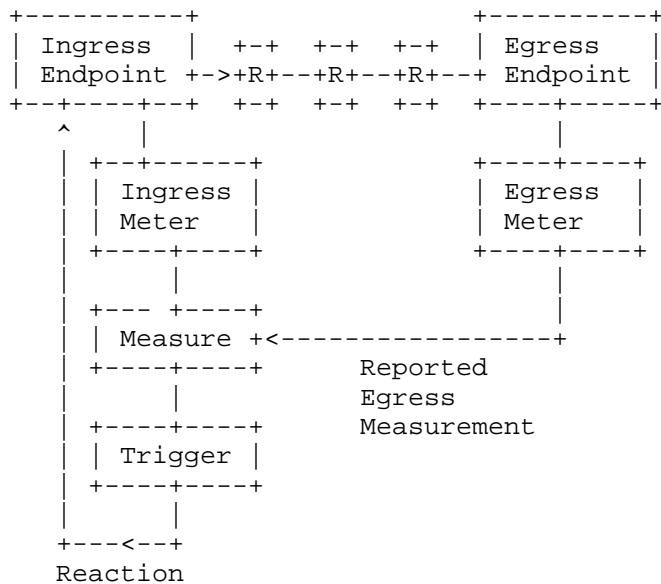 Ingress Egress
Endpoint R R R Endpoint
Ingress Egress
Meter Meter
Measure
Reported
Egress
Trigger Measurement
Reaction